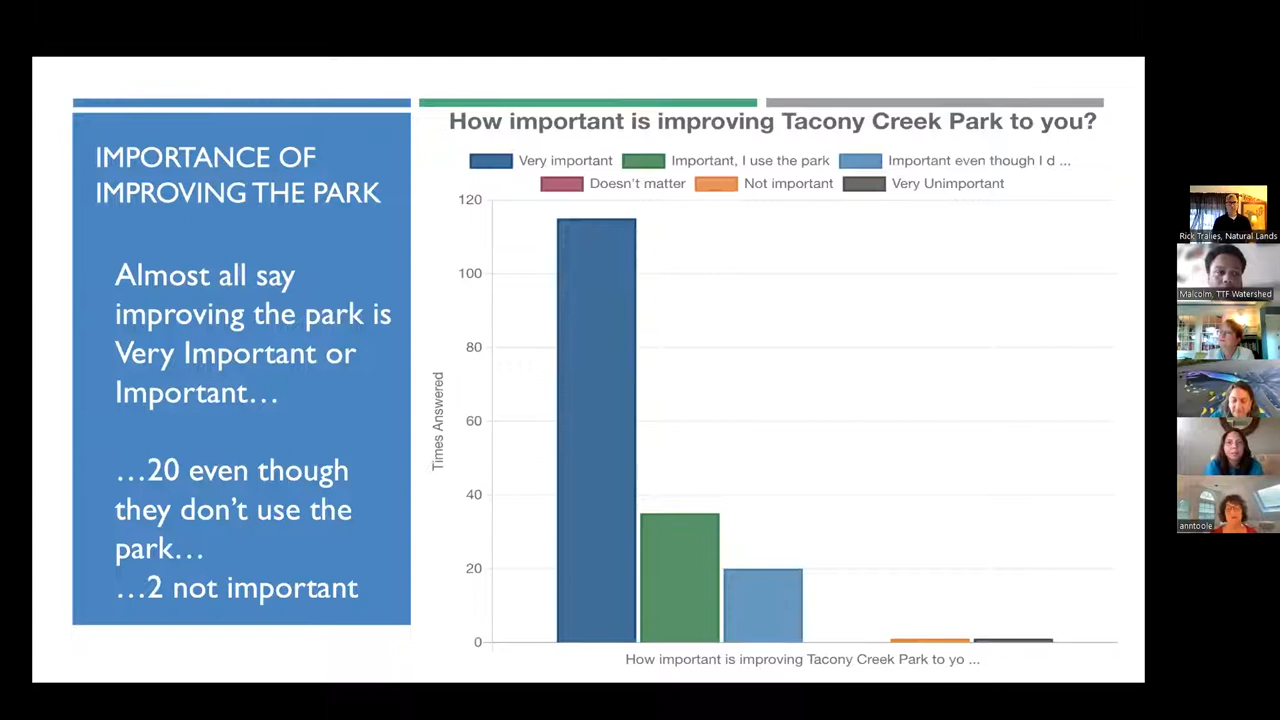 IMPORTANCE OF
IMPROVING THE PARK
Almost all say
improving the park is
Very Important or
Important…
…20 even though
they don't use the
park…
…2 not important
How important is improving Tacony Creek Park to you?
Very important
Important, I use the park
Important even though I d ...
Doesn't matter
Not important
Very Unimportant
120
100
80
60
40
20
0
Times Answered
How important is improving Tacony Creek Park to yo ...
Rick Tralies, Natural Lands
Malcolm, TTF Watershed
anntoole